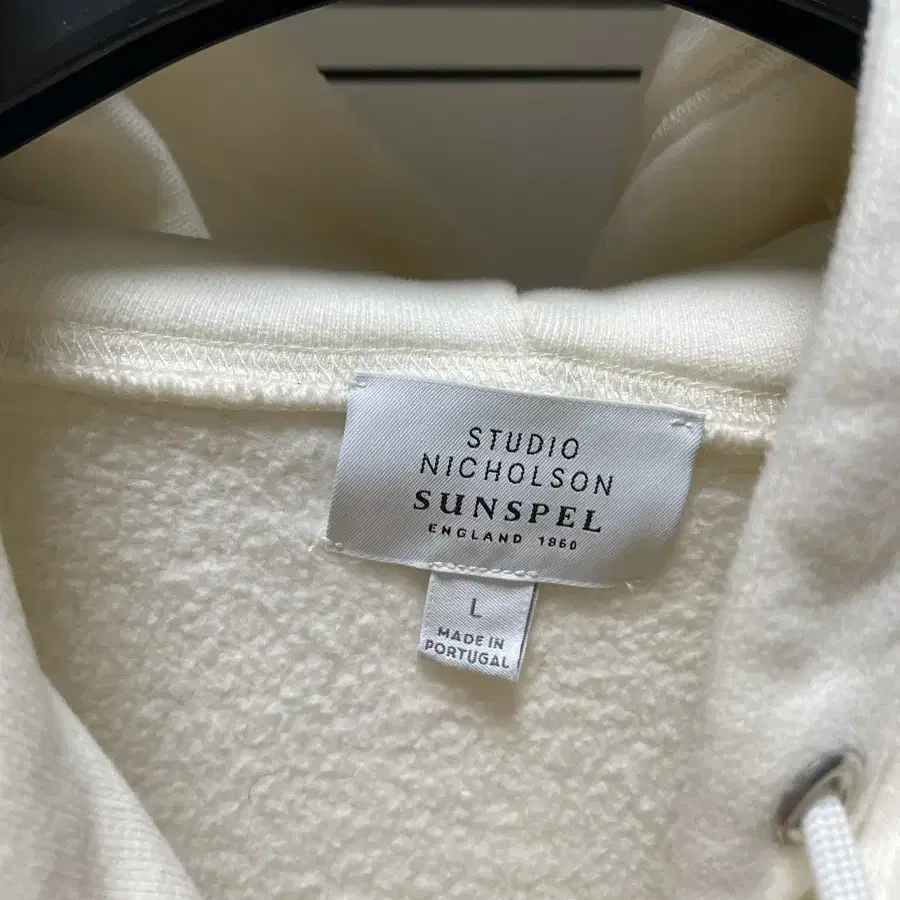 STUDIO
NICHOLSON
SUNSPEL
ENGLAND 1860
L
MADE IN
PORTUGAL